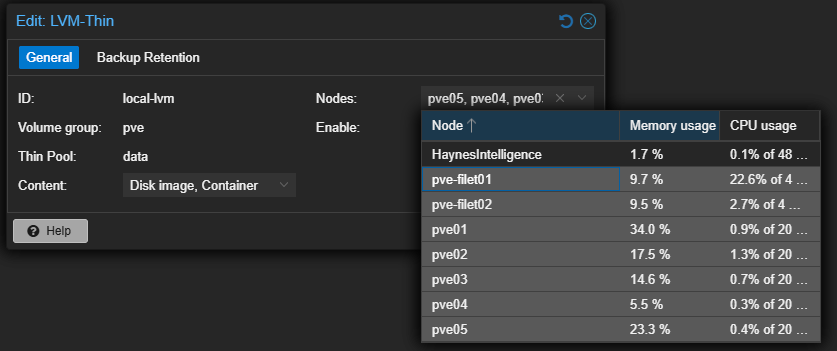 Edit: LVM-Thin
General Backup Retention
ID: local-lvm Nodes: pve05, pve04, pve03
Volume group: pve Enable:
Thin Pool: data
Content: Disk image, Container
Help
Node Memory usage CPU usage
HaynesIntelligence 1.7 % 0.1% of 48 ...
pve-filet01 9.7 % 22.6% of 4 ...
pve-filet02 9.5 % 2.7% of 4 ...
pve01 34.0 % 0.9% of 20 ...
pve02 17.5 % 1.3% of 20 ...
pve03 14.6 % 0.7% of 20 ...
pve04 5.5 % 0.3% of 20 ...
pve05 23.3 % 0.4% of 20 ...